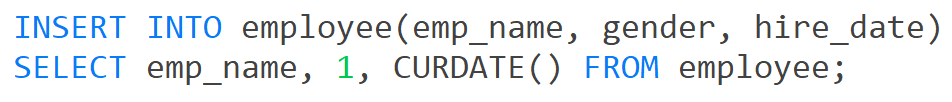 INSERT INTO employee(emp_name, gender, hire_date)
SELECT emp_name, 1, CURDATE() FROM employee;